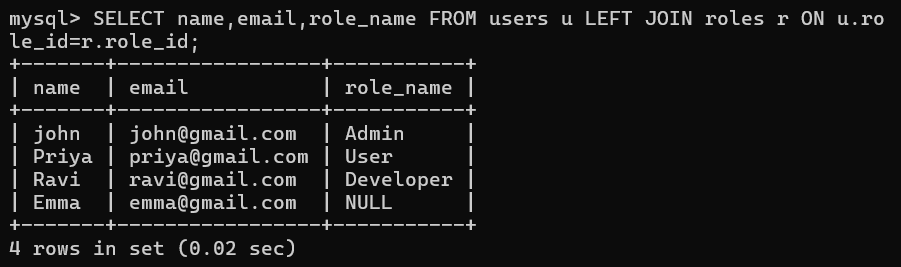 mysql> SELECT name,email,role_name FROM users u LEFT JOIN roles r ON u.ro
le_id=r.role_id;
+-------+-----------------+-----------+
| name  | email           | role_name |
+-------+-----------------+-----------+
| john  | john@gmail.com  | Admin     |
| Priya | priya@gmail.com | User      |
| Ravi  | ravi@gmail.com  | Developer |
| Emma  | emma@gmail.com  | NULL      |
+-------+-----------------+-----------+
4 rows in set (0.02 sec)